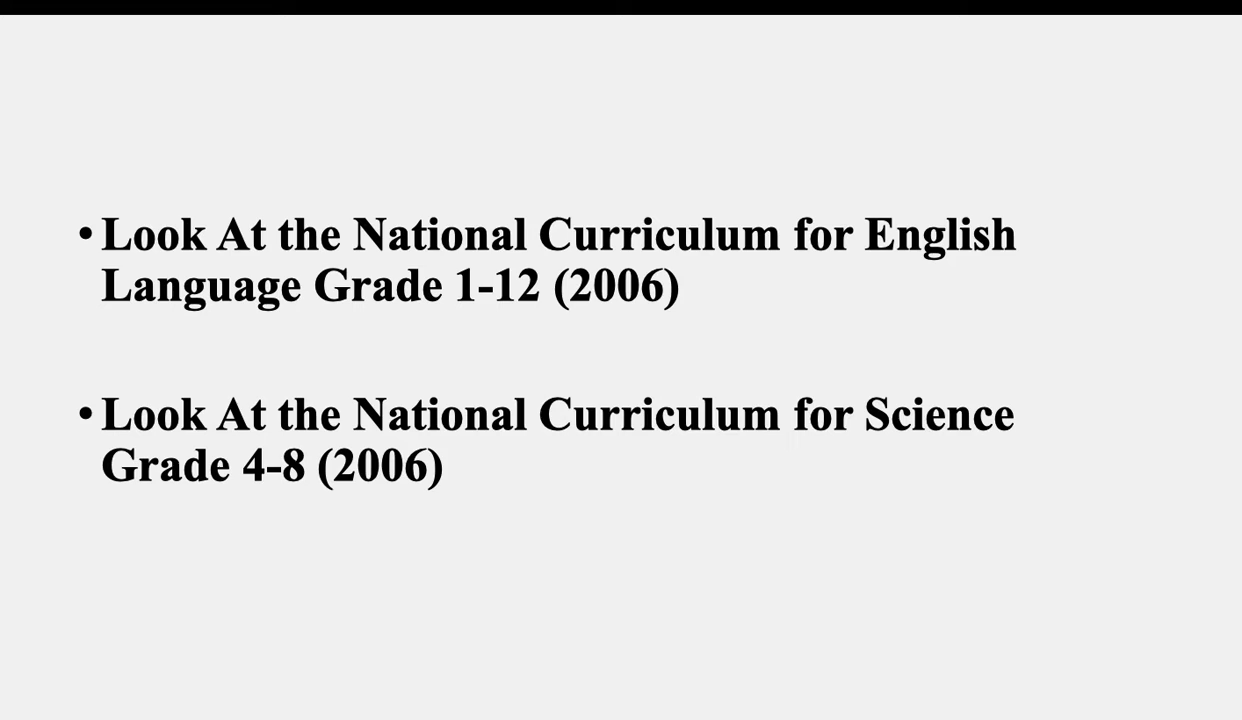 • Look At the National Curriculum for English
Language Grade 1-12 (2006)
• Look At the National Curriculum for Science
Grade 4-8 (2006)